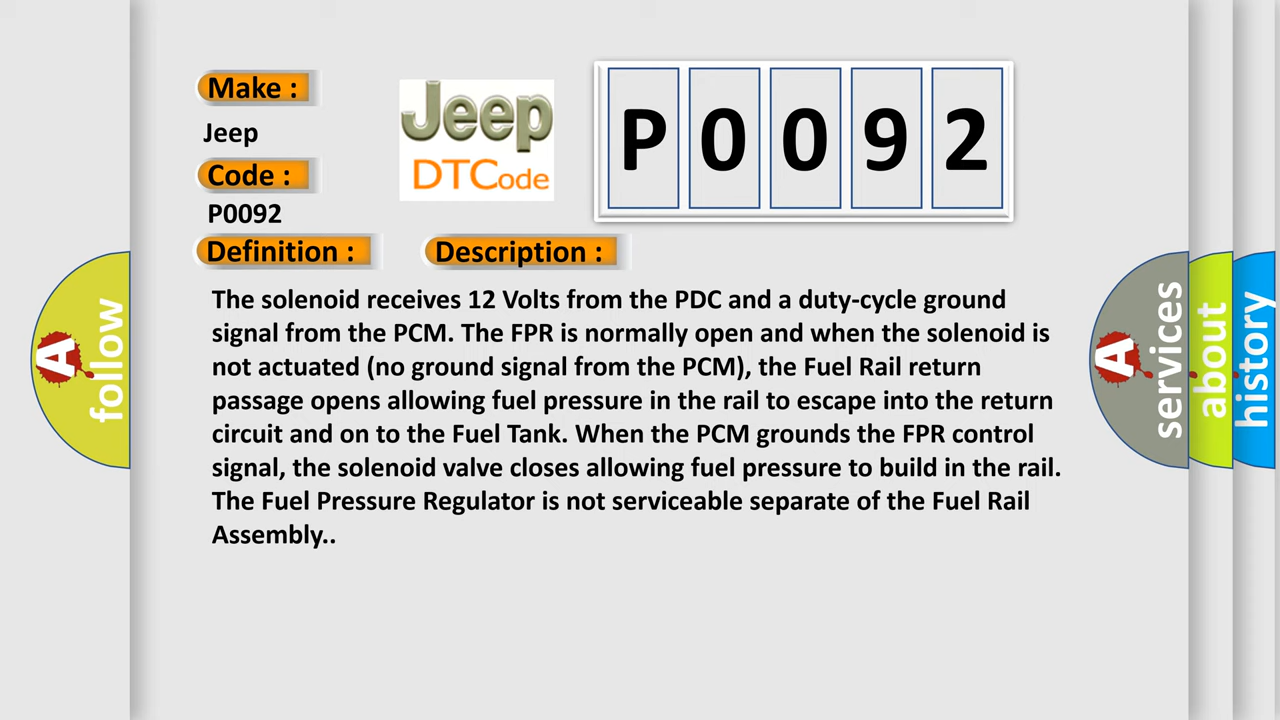 Make :
Jeep
Code :
P0092
Definition :
Description :
Jeep
DTCode
P0092
The solenoid receives 12 Volts from the PDC and a duty-cycle ground
signal from the PCM. The FPR is normally open and when the solenoid is
not actuated (no ground signal from the PCM), the Fuel Rail return
passage opens allowing fuel pressure in the rail to escape into the return
circuit and on to the Fuel Tank. When the PCM grounds the FPR control
signal, the solenoid valve closes allowing fuel pressure to build in the rail.
The Fuel Pressure Regulator is not serviceable separate of the Fuel Rail
Assembly..
A
follow
A
services
about
history